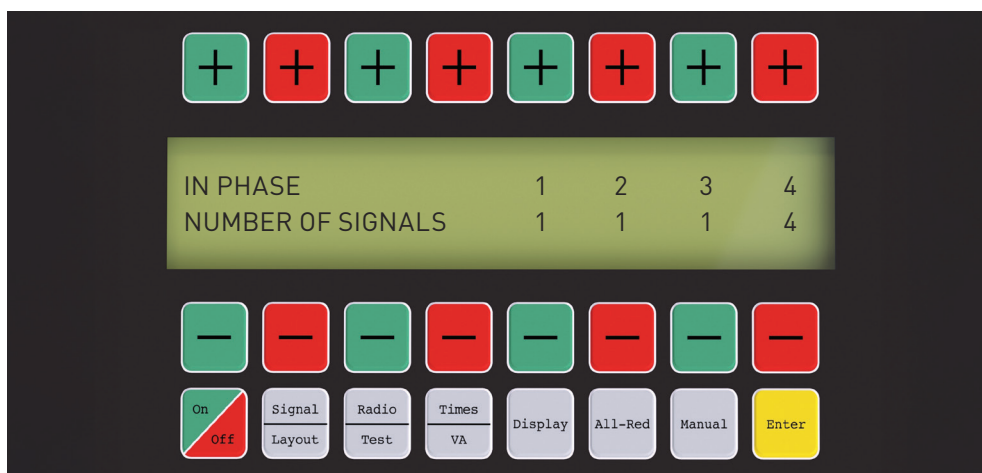 + + + + + + + +
IN PHASE 1 2 3 4
NUMBER OF SIGNALS 1 1 1 4
− − − − − − − −
On Off Signal Layout Radio Test Times VA Display All-Red Manual Enter